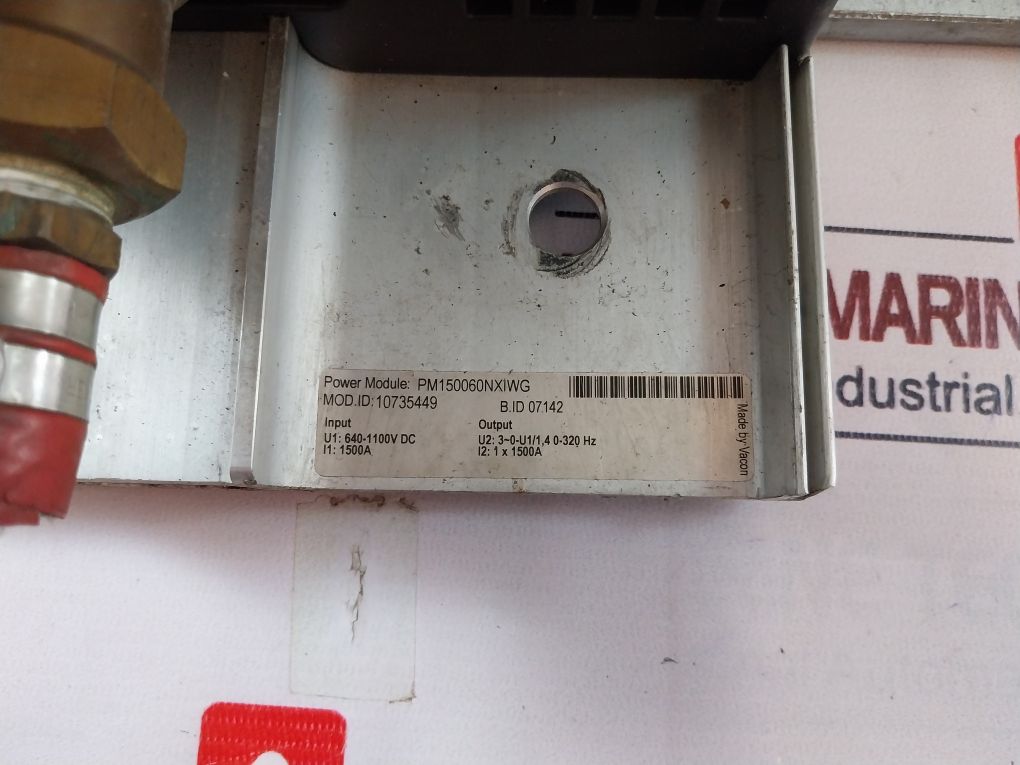 Power Module: PM150060NXIWG
MOD.ID:10735449 B.ID 07142
Input Output
U1: 640-1100V DC U2: 3~0-U1/1,4 0-320 Hz
I1: 1500A I2: 1 x 1500A
Made by Vacon
MARIN
dustrial